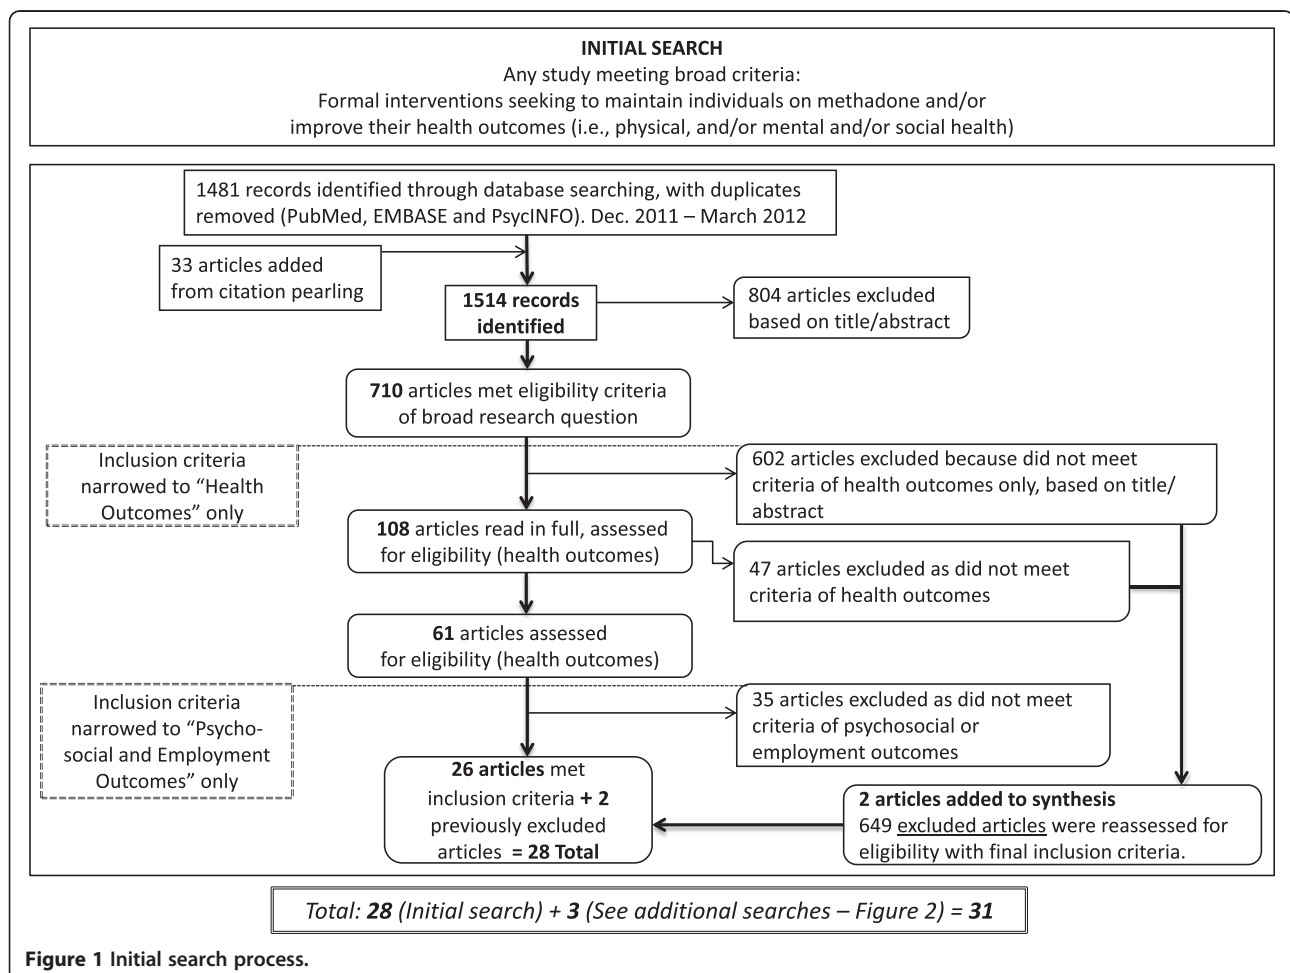 INITIAL SEARCH
Any study meeting broad criteria:
Formal interventions seeking to maintain individuals on methadone and/or
improve their health outcomes (i.e., physical, and/or mental and/or social health)
1481 records identified through database searching, with duplicates
removed (PubMed, EMBASE and PsycINFO). Dec. 2011 – March 2012
33 articles added
from citation pearling
1514 records
identified
804 articles excluded
based on title/abstract
710 articles met eligibility criteria
of broad research question
Inclusion criteria
narrowed to “Health
Outcomes” only
602 articles excluded because did not meet
criteria of health outcomes only, based on title/
abstract
108 articles read in full, assessed
for eligibility (health outcomes)
47 articles excluded as did not meet
criteria of health outcomes
61 articles assessed
for eligibility (health outcomes)
Inclusion criteria
narrowed to “Psycho-
social and Employment
Outcomes” only
35 articles excluded as did not meet
criteria of psychosocial or
employment outcomes
26 articles met
inclusion criteria + 2
previously excluded
articles = 28 Total
2 articles added to synthesis
649 excluded articles were reassessed for
eligibility with final inclusion criteria.
Total: 28 (Initial search) + 3 (See additional searches – Figure 2) = 31
Figure 1 Initial search process.